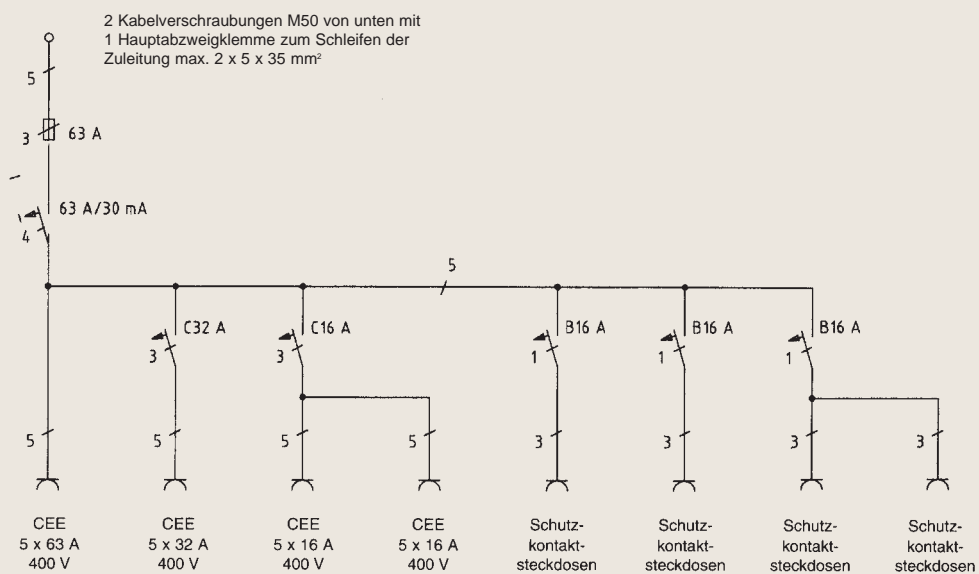 2 Kabelverschraubungen M50 von unten mit
1 Hauptabzweigklemme zum Schleifen der
Zuleitung max. 2 x 5 x 35 mm²
5
3 63 A
63 A/30 mA
4
5
C32 A C16 A B16 A B16 A B16 A
3 3 1 1 1
5 5 5 5 3 3 3 3
CEE CEE CEE CEE Schutz- Schutz- Schutz- Schutz-
5 x 63 A 5 x 32 A 5 x 16 A 5 x 16 A kontakt- kontakt- kontakt- kontakt-
400 V 400 V 400 V 400 V steckdosen steckdosen steckdosen steckdosen